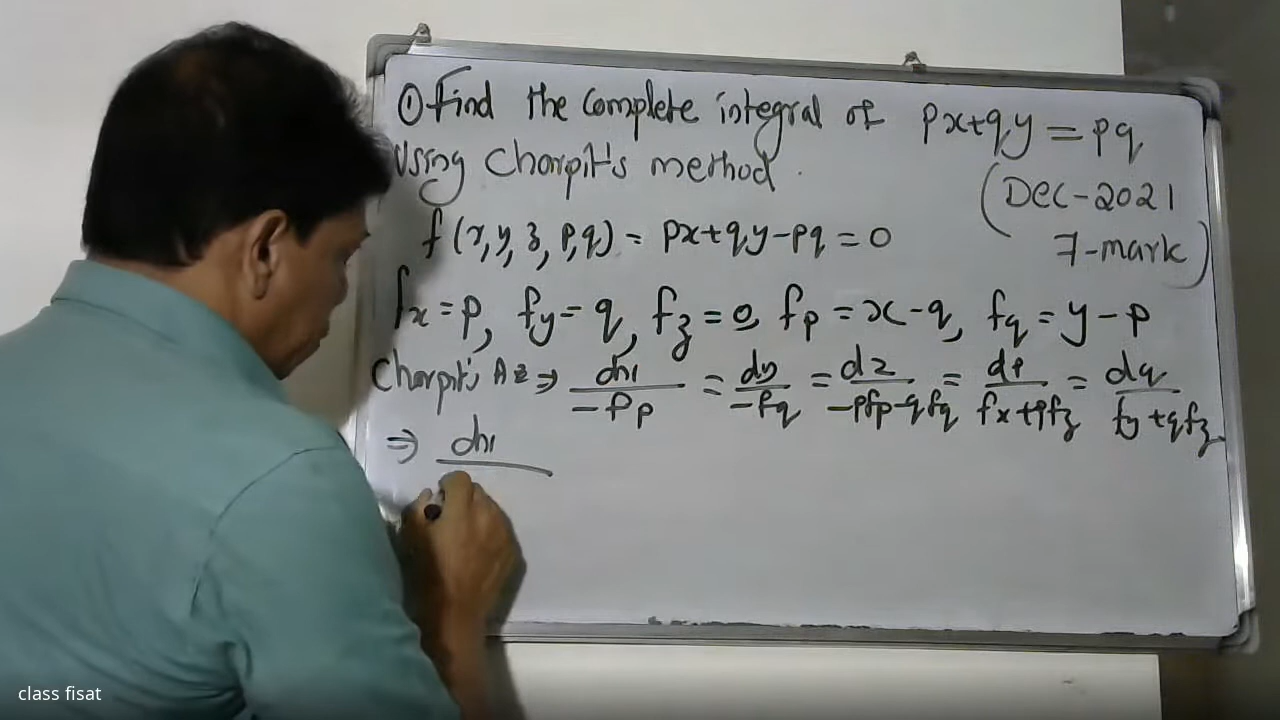 ① Find the Complete integral of px+qy=pq
Using Charpit's method.
(Dec-2021
7-mark)
f(x,y,z,p,q) = px+qy-pq=0
fx=p, fy=q, fz=0, fp=x-q, fq=y-p
Charpit's AE ⇒ dx/-fp = dy/-fq = dz/-pfp-qfq = dp/fx+pfz = dq/fy+qfz
⇒ dx
class fisat